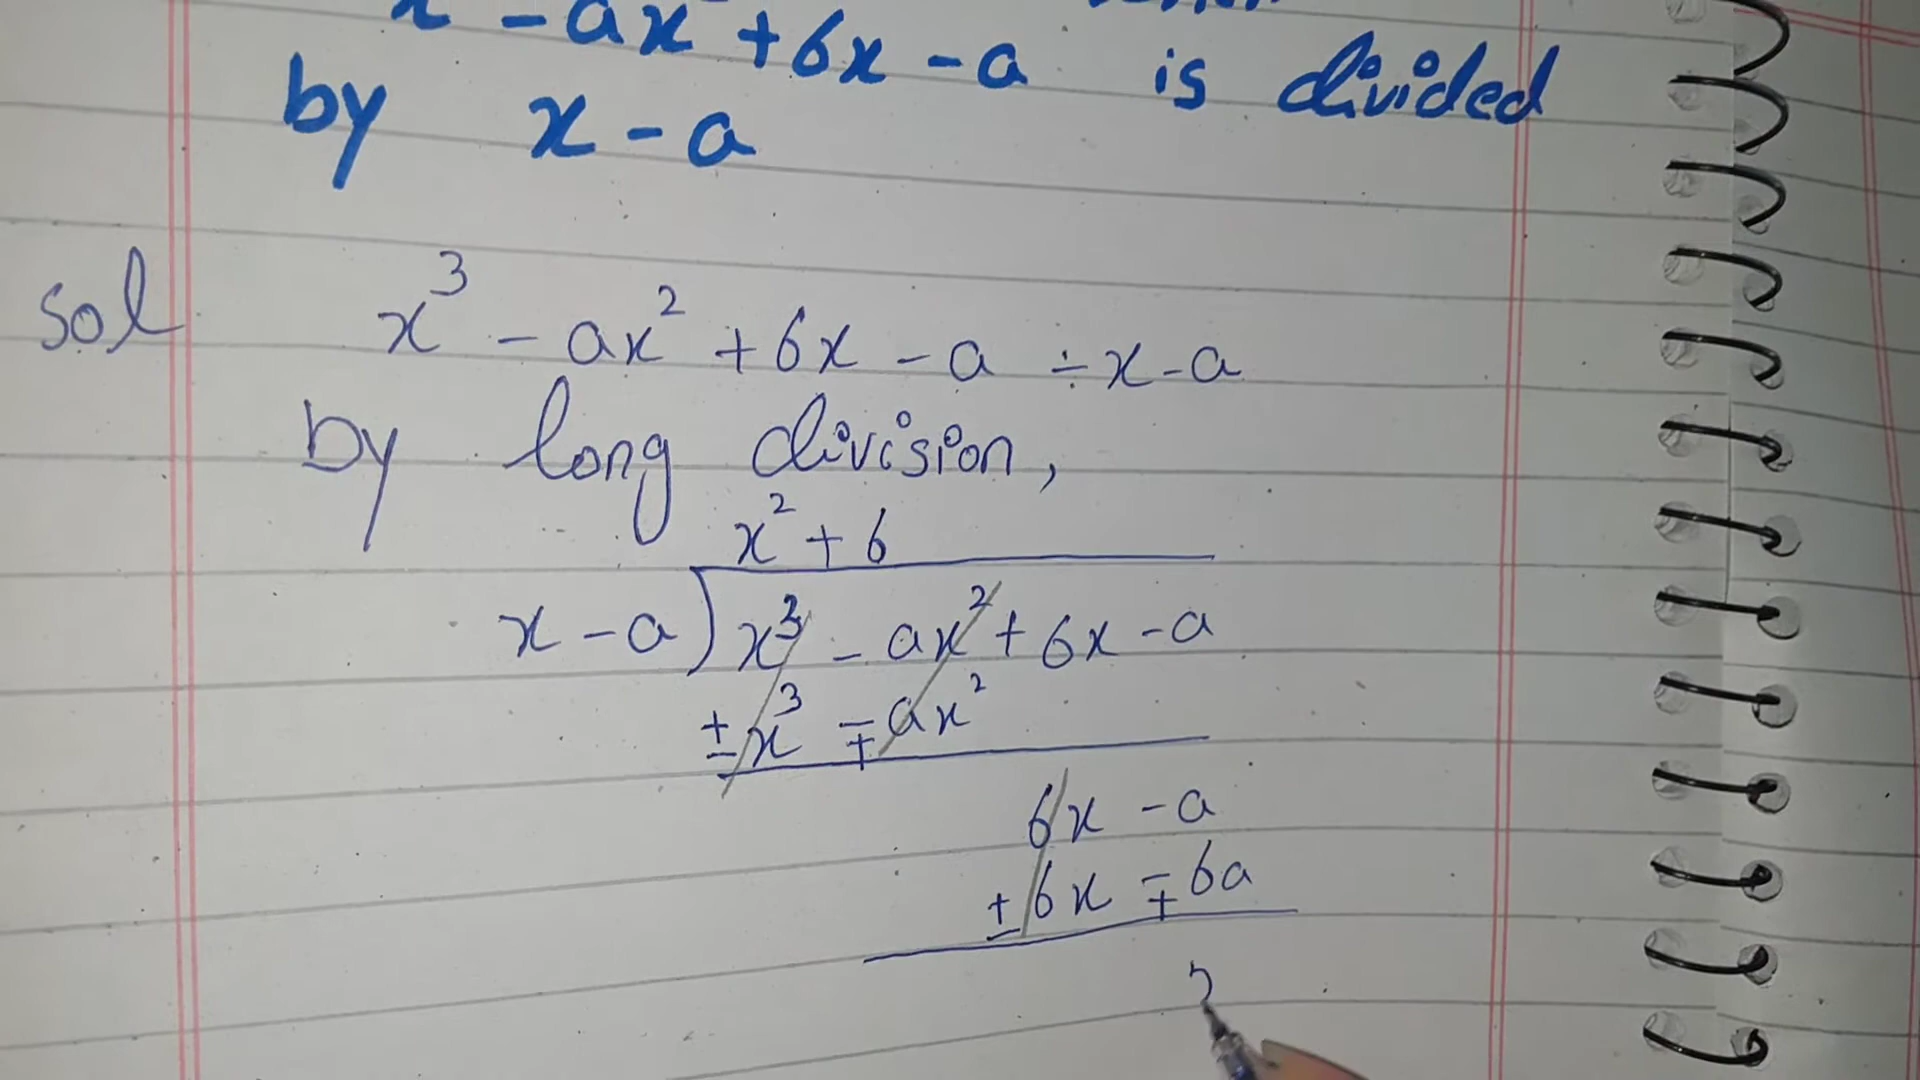 - ax + 6x - a is divided
by x - a
sol x³ - ax² + 6x - a ÷ x - a
by long division,
x² + 6
x - a ) x³ - ax² + 6x - a
± x³ ∓ ax²
6x - a
± 6x ∓ 6a